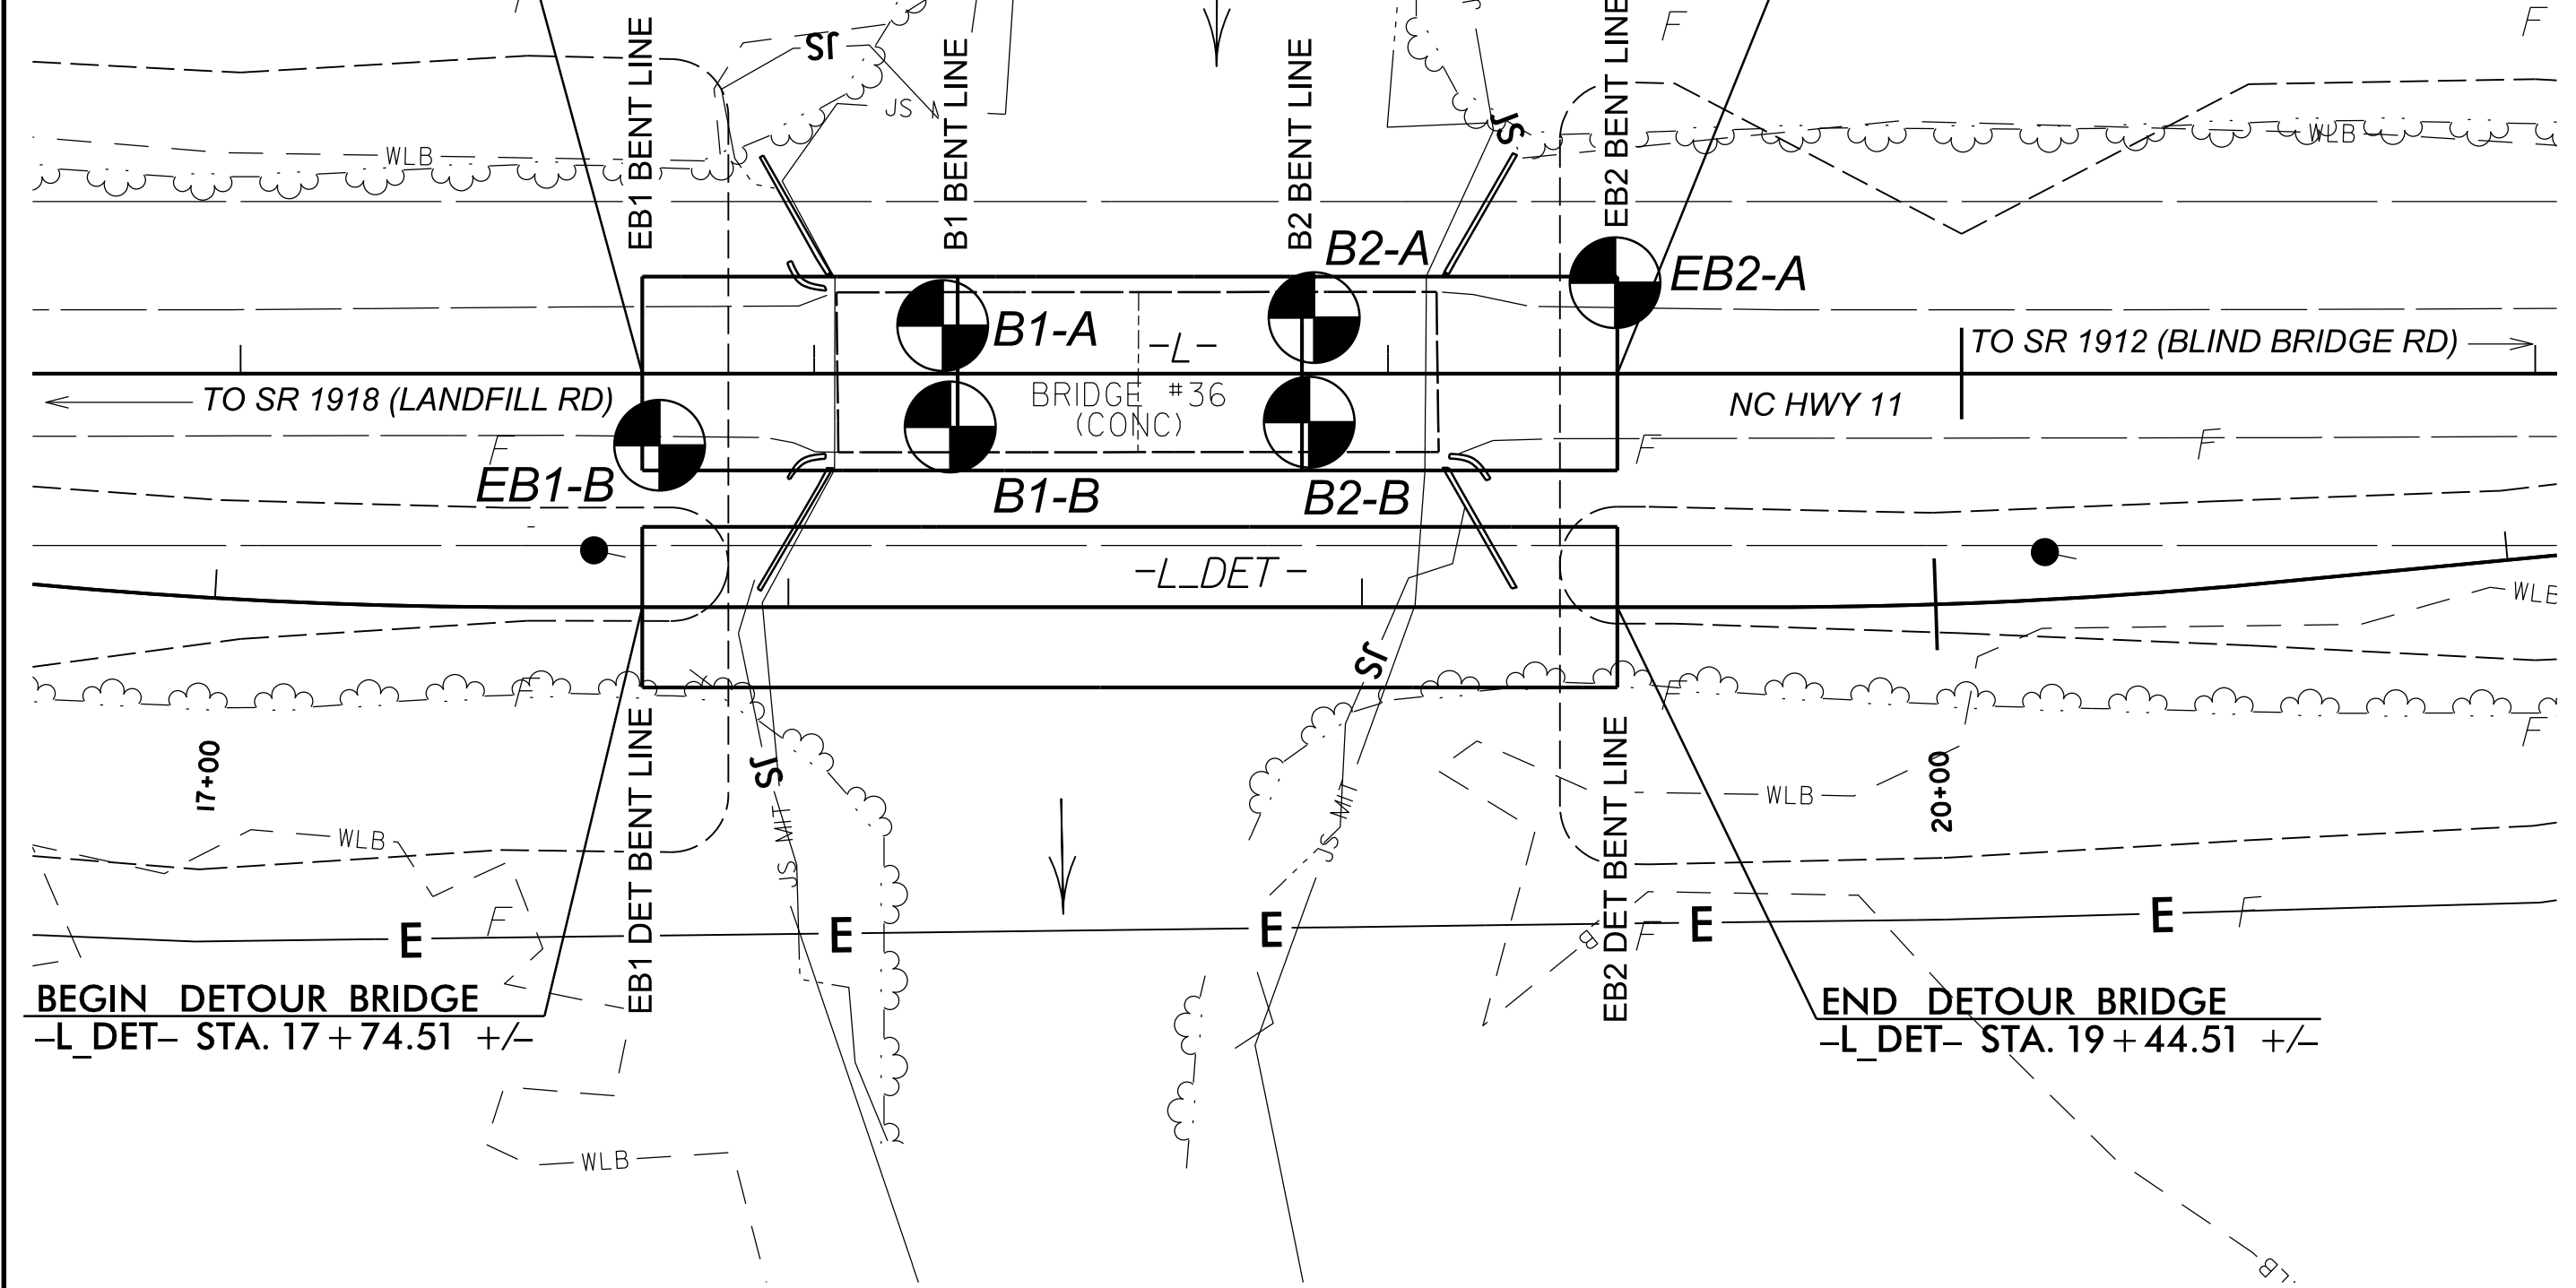 EB1 BENT LINE
B1 BENT LINE
B2 BENT LINE
EB2 BENT LINE
F
F
F
JS
JS
JS
WLB
WLB
B2-A
EB2-A
B1-A
-L-
TO SR 1912 (BLIND BRIDGE RD)
TO SR 1918 (LANDFILL RD)
BRIDGE #36
(CONC)
NC HWY 11
F
F
F
EB1-B
B1-B
B2-B
-L_DET-
WLB
JS
F
F
F
17+00
20+00
EB1 DET BENT LINE
EB2 DET BENT LINE
JS
JS MIT
JS MIT
WLB
WLB
F
F
F
E
E
E
E
E
B
BEGIN DETOUR BRIDGE
-L_DET- STA. 17+74.51 +/-
END DETOUR BRIDGE
-L_DET- STA. 19+44.51 +/-
WLB